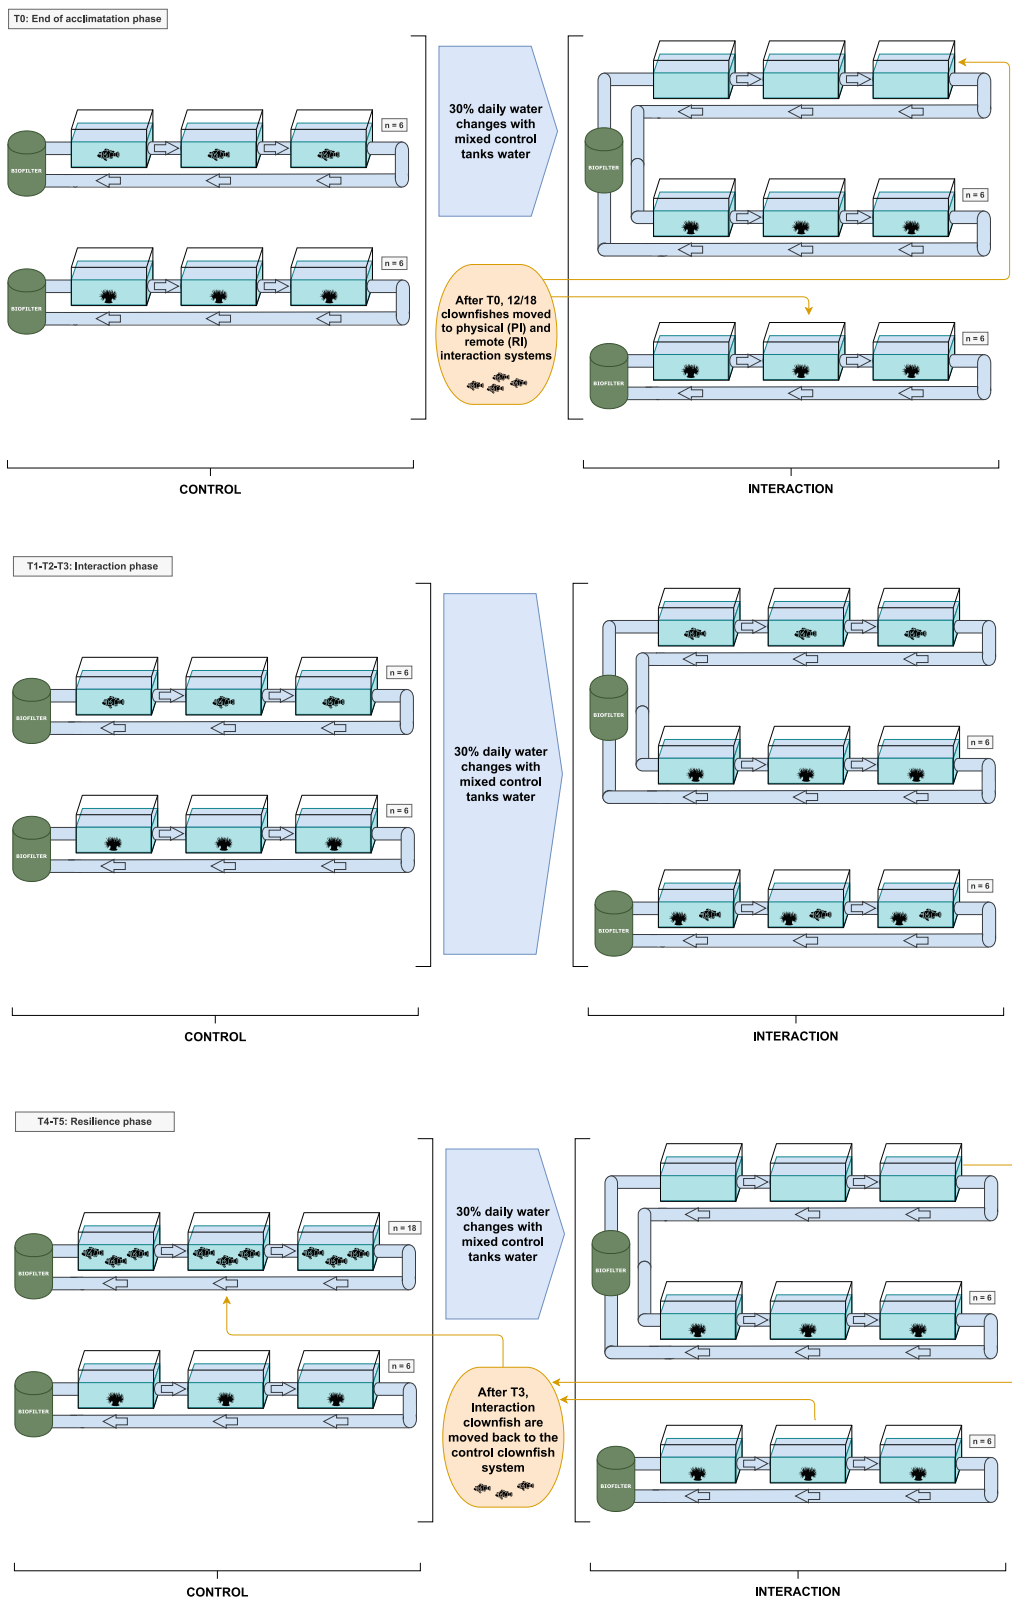 T0: End of acclimatation phase
30% daily water
changes with
mixed control
tanks water
n = 6
BIOFILTER
BIOFILTER
n = 6
n = 6
BIOFILTER
After T0, 12/18
clownfishes moved
to physical (PI) and
remote (RI)
interaction systems
n = 6
BIOFILTER
CONTROL
INTERACTION
T1-T2-T3: Interaction phase
n = 6
BIOFILTER
BIOFILTER
30% daily water
changes with
mixed control
tanks water
n = 6
n = 6
BIOFILTER
n = 6
BIOFILTER
CONTROL
INTERACTION
T4-T5: Resilience phase
30% daily water
changes with
mixed control
tanks water
n = 18
BIOFILTER
BIOFILTER
n = 6
n = 6
BIOFILTER
After T3,
Interaction
clownfish are
moved back to the
control clownfish
system
n = 6
BIOFILTER
CONTROL
INTERACTION